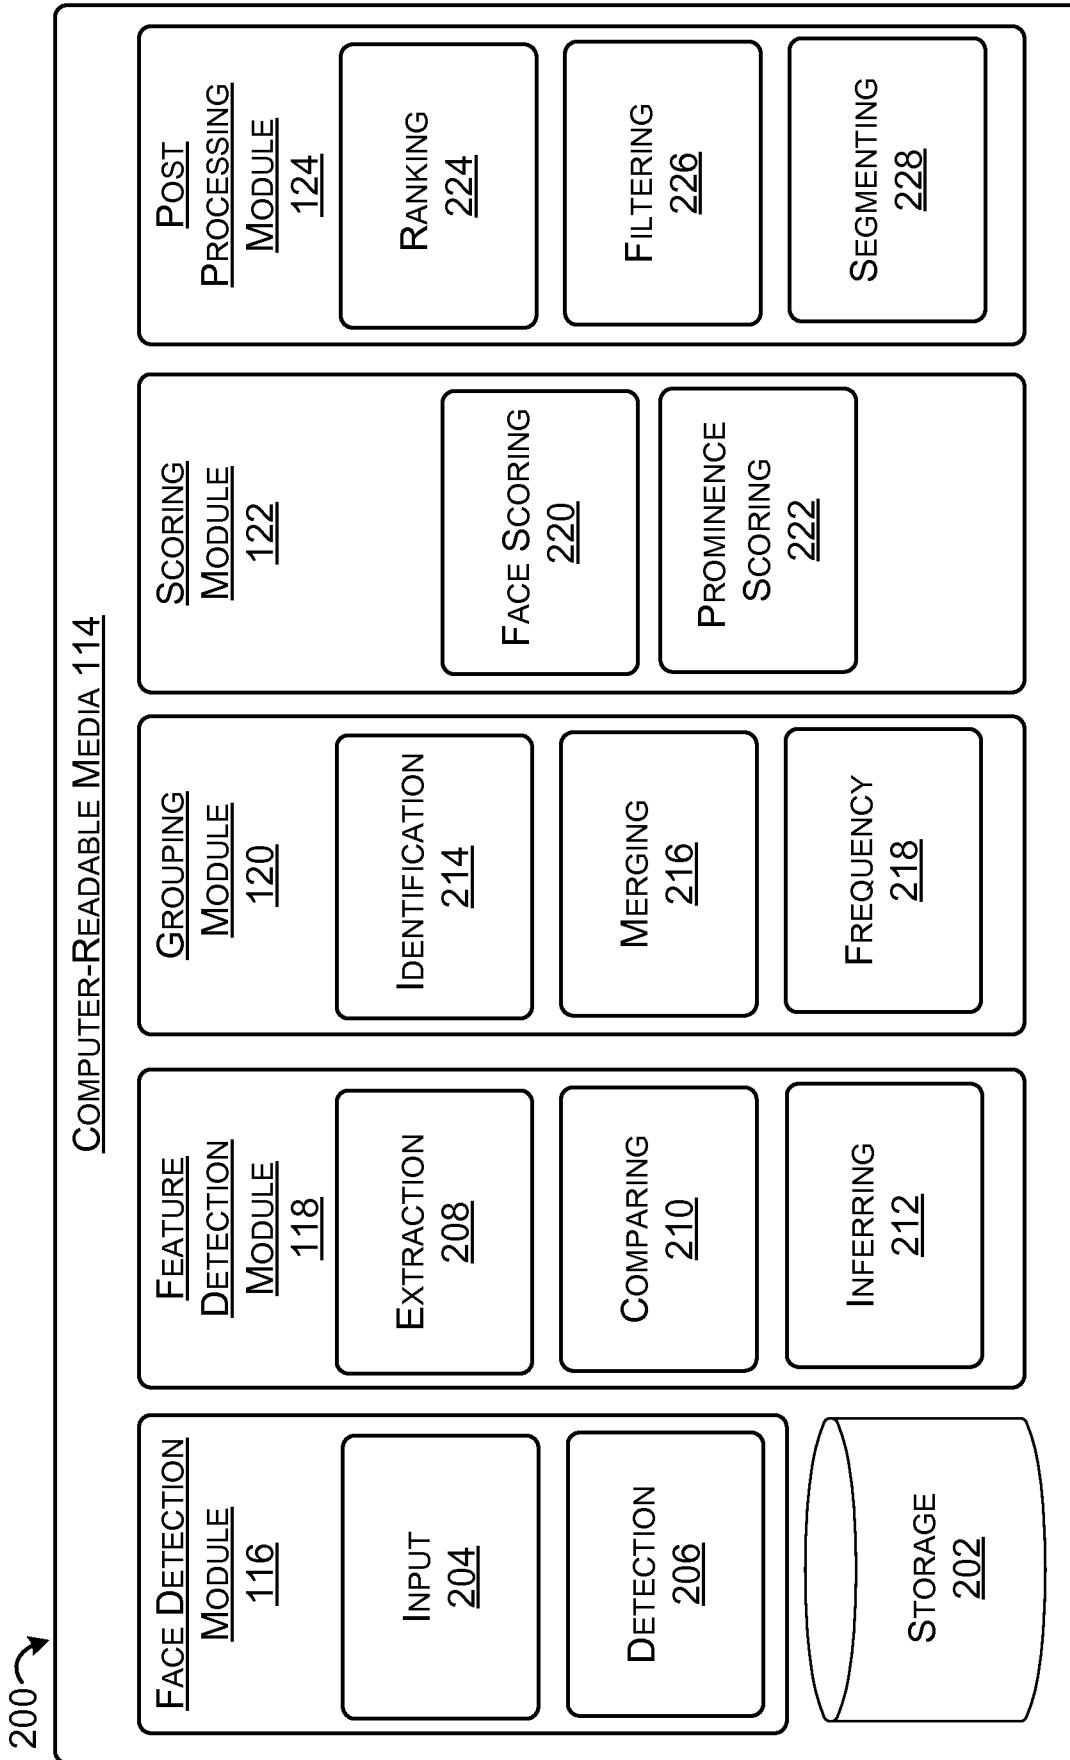 200
COMPUTER-READABLE MEDIA 114
FACE DETECTION
MODULE
116
INPUT
204
DETECTION
206
STORAGE
202
FEATURE
DETECTION
MODULE
118
EXTRACTION
208
COMPARING
210
INFERRING
212
GROUPING
MODULE
120
IDENTIFICATION
214
MERGING
216
FREQUENCY
218
SCORING
MODULE
122
FACE SCORING
220
PROMINENCE
SCORING
222
POST
PROCESSING
MODULE
124
RANKING
224
FILTERING
226
SEGMENTING
228